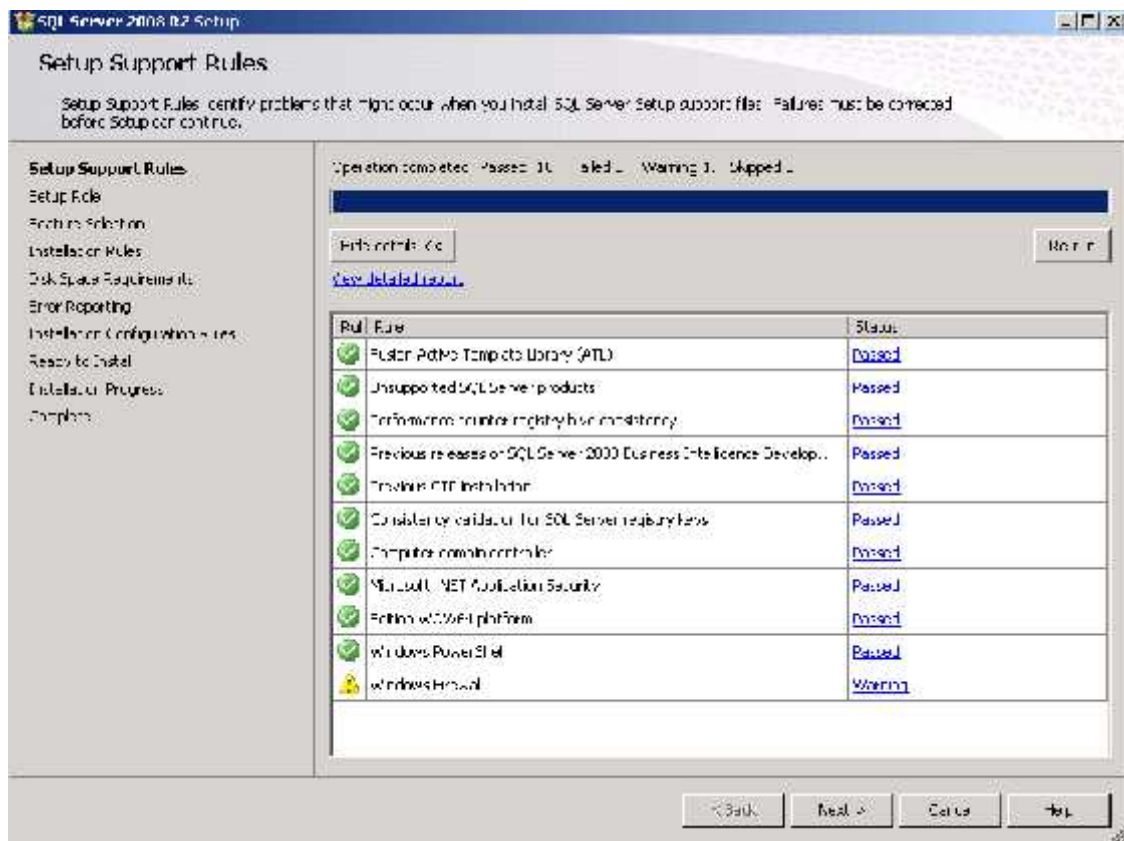 SQL Server 2008 R2 Setup
Setup Support Rules
Setup Support Rules identify problems that might occur when you install SQL Server Setup support files. Failures must be corrected
before Setup can continue.
Setup Support Rules
Setup Role
Feature Selection
Installation Rules
Disk Space Requirements
Error Reporting
Installation Configuration Rules
Ready to Install
Installation Progress
Complete
Operation completed. Passed: 10. Failed Warning 1. Skipped
Hide details <<
Re-run
View detailed report
Rul Rule Status
Fusion Active Template Library (ATL) Passed
Unsupported SQL Server products Passed
Performance counter registry hive consistency Passed
Previous releases of SQL Server 2008 Business Intelligence Develop... Passed
Previous CTP installation Passed
Consistency validation for SQL Server registry keys Passed
Computer domain controller Passed
Microsoft .NET Application Security Passed
Edition WOW64 platform Passed
Windows PowerShell Passed
Windows Firewall Warning
< Back Next > Cancel Help